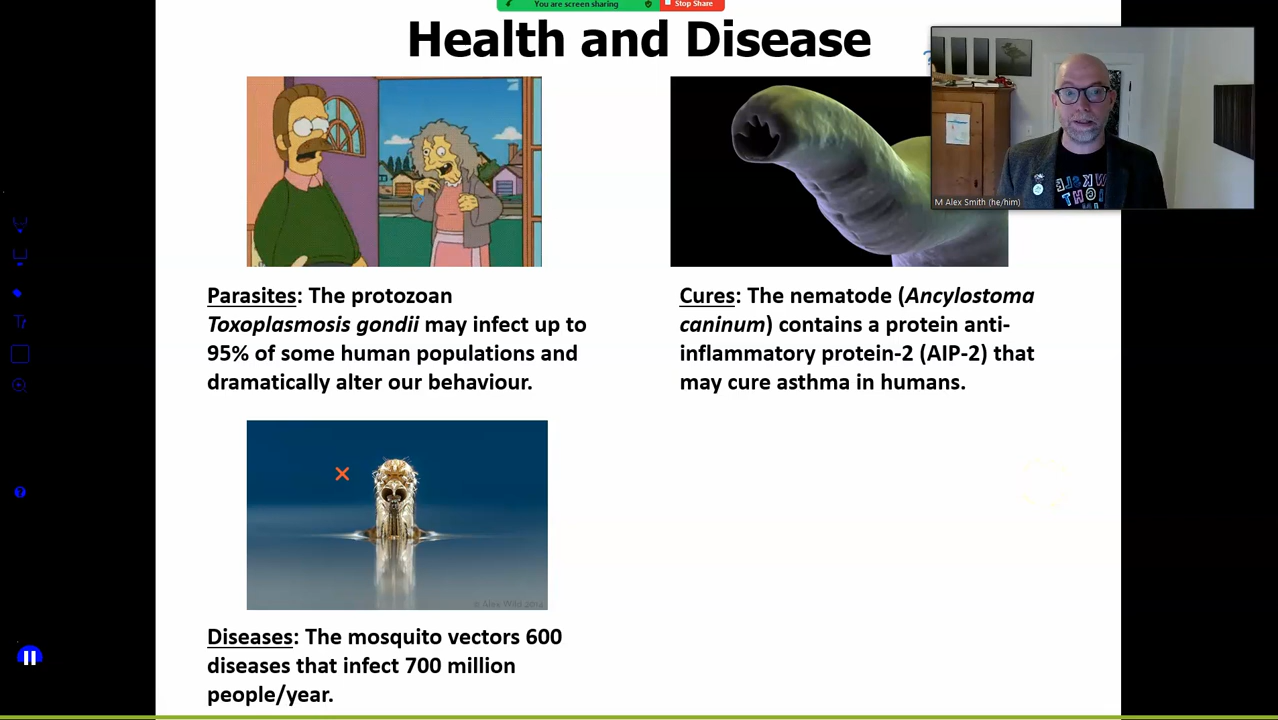 You are screen sharing
Stop Share
Health and Disease
?
M Alex Smith (he/him)
Parasites: The protozoan
Toxoplasmosis gondii may infect up to
95% of some human populations and
dramatically alter our behaviour.
Cures: The nematode (Ancylostoma
caninum) contains a protein anti-
inflammatory protein-2 (AIP-2) that
may cure asthma in humans.
© Alex Wild 2014
Diseases: The mosquito vectors 600
diseases that infect 700 million
people/year.